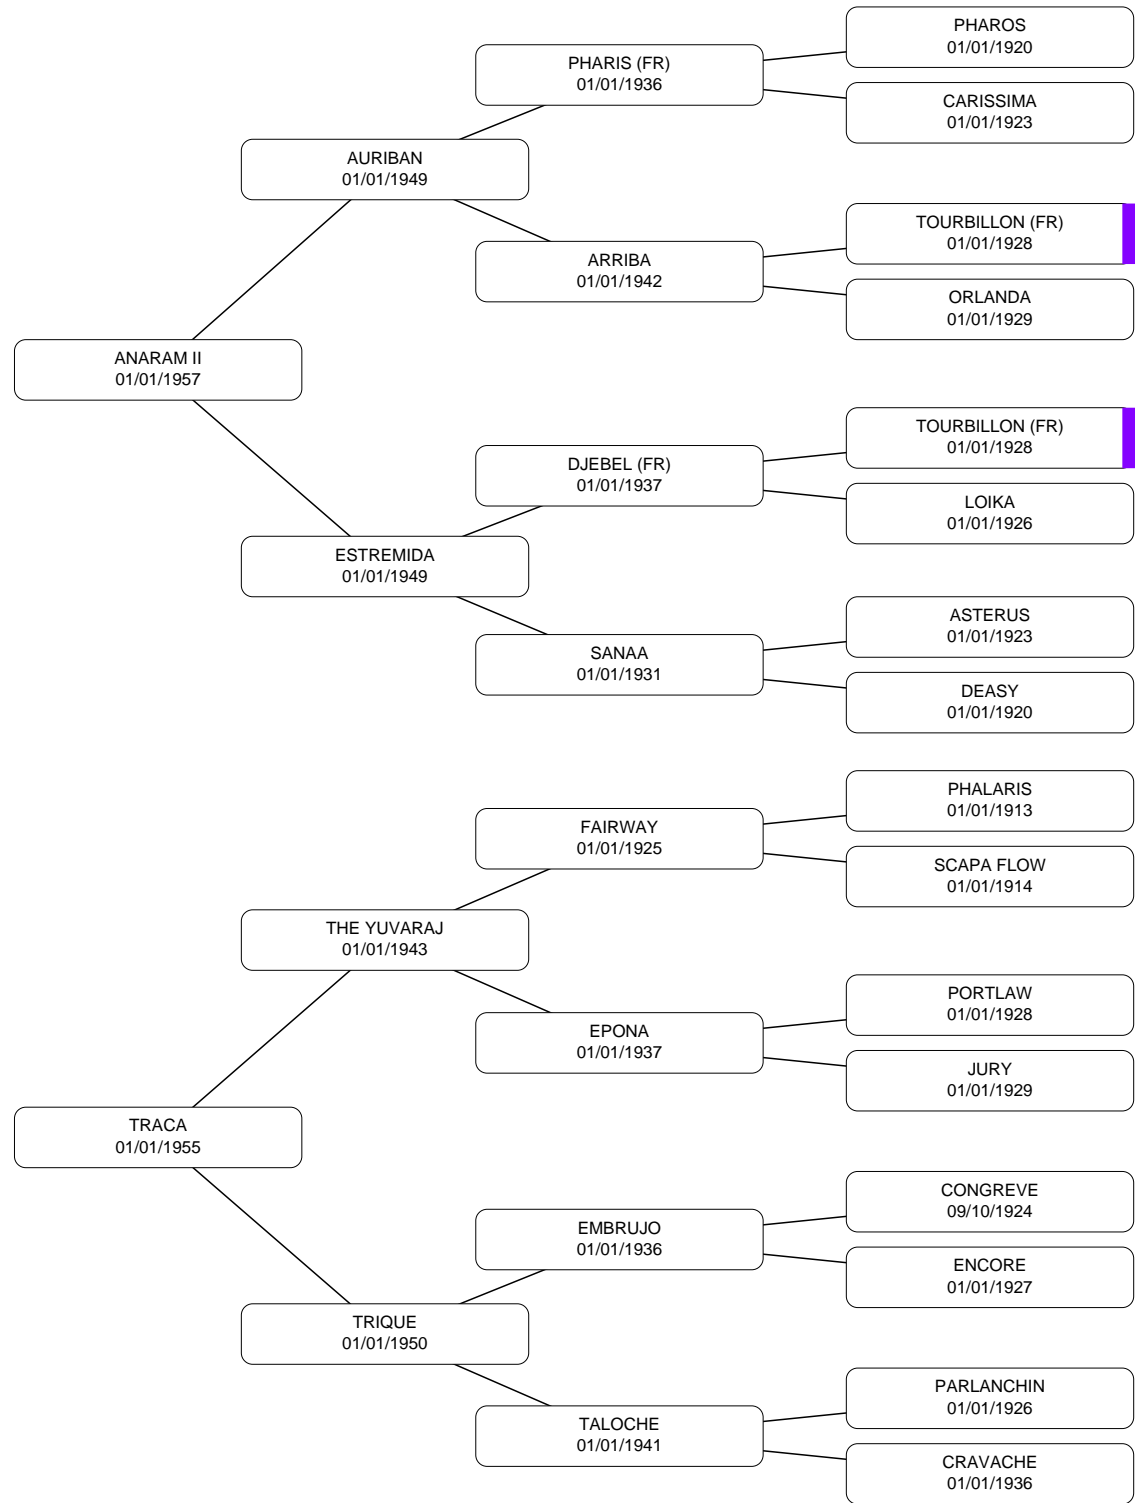 PHAROS
01/01/1920
PHARIS (FR)
01/01/1936
CARISSIMA
01/01/1923
AURIBAN
01/01/1949
TOURBILLON (FR)
01/01/1928
ARRIBA
01/01/1942
ORLANDA
01/01/1929
ANARAM II
01/01/1957
TOURBILLON (FR)
01/01/1928
DJEBEL (FR)
01/01/1937
LOIKA
01/01/1926
ESTREMIDA
01/01/1949
ASTERUS
01/01/1923
SANAA
01/01/1931
DEASY
01/01/1920
PHALARIS
01/01/1913
FAIRWAY
01/01/1925
SCAPA FLOW
01/01/1914
THE YUVARAJ
01/01/1943
PORTLAW
01/01/1928
EPONA
01/01/1937
JURY
01/01/1929
TRACA
01/01/1955
CONGREVE
09/10/1924
EMBRUJO
01/01/1936
ENCORE
01/01/1927
TRIQUE
01/01/1950
PARLANCHIN
01/01/1926
TALOCHE
01/01/1941
CRAVACHE
01/01/1936